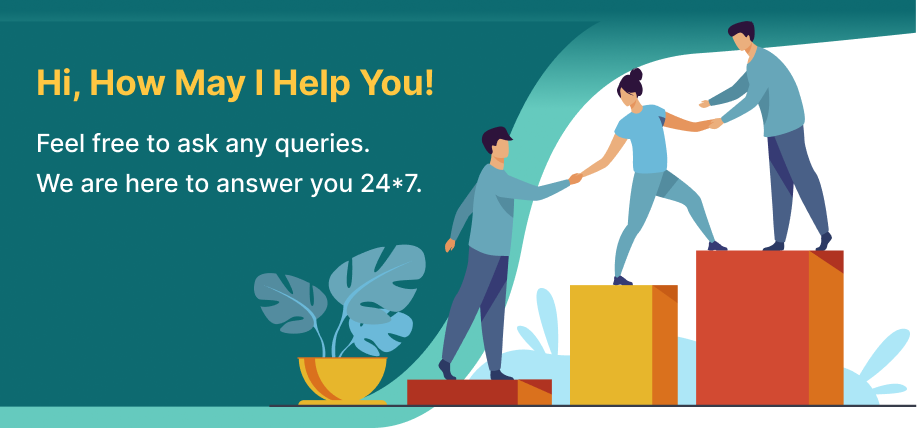 Hi, How May I Help You!
Feel free to ask any queries.
We are here to answer you 24*7.